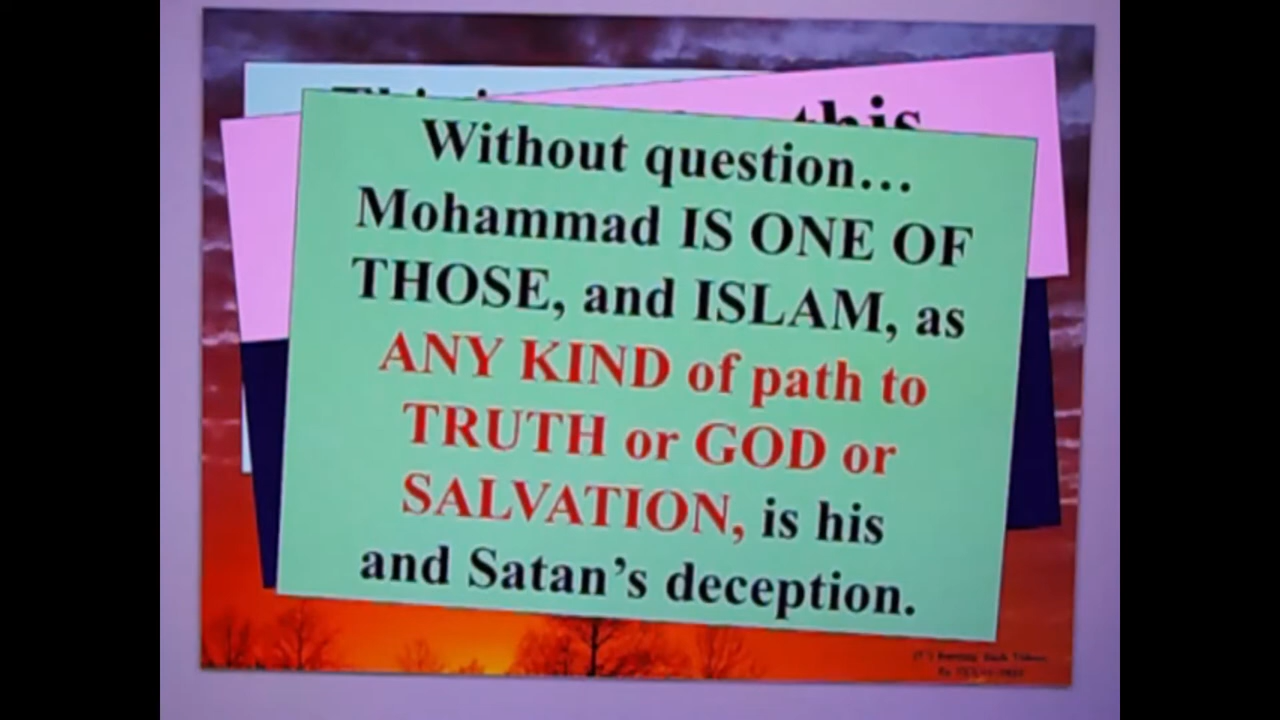 this
Without question…
Mohammad IS ONE OF
THOSE, and ISLAM, as
ANY KIND of path to
TRUTH or GOD or
SALVATION, is his
and Satan’s deception.